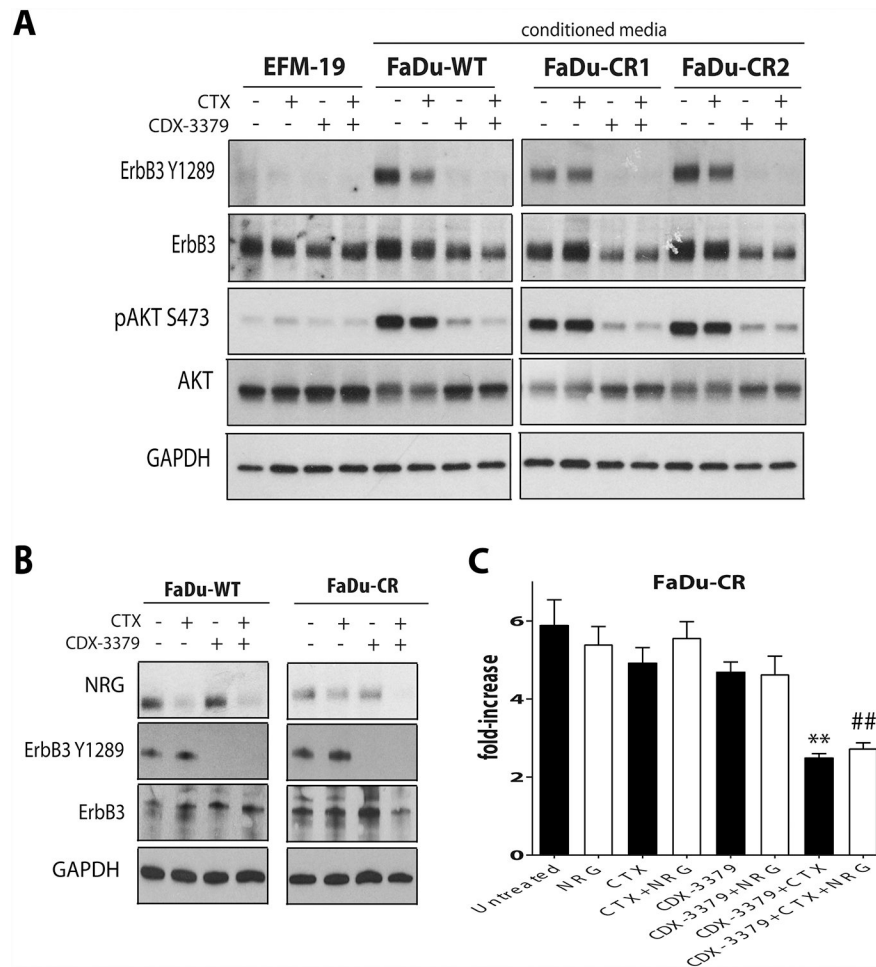 A
conditioned media
EFM-19 FaDu-WT FaDu-CR1 FaDu-CR2
CTX - + - + - + - + - + - + - + - +
CDX-3379 - - + + - - + + - - + + - - + +
ErbB3 Y1289
ErbB3
pAKT S473
AKT
GAPDH
B
FaDu-WT FaDu-CR
CTX - + - + - + - +
CDX-3379 - - + + - - + +
NRG
ErbB3 Y1289
ErbB3
GAPDH
C
FaDu-CR
fold-increase
6
4
2
0
**
##
Untreated
NRG
CTX
CTX+NRG
CDX-3379
CDX-3379+NRG
CDX-3379+CTX
CDX-3379+CTX+NRG